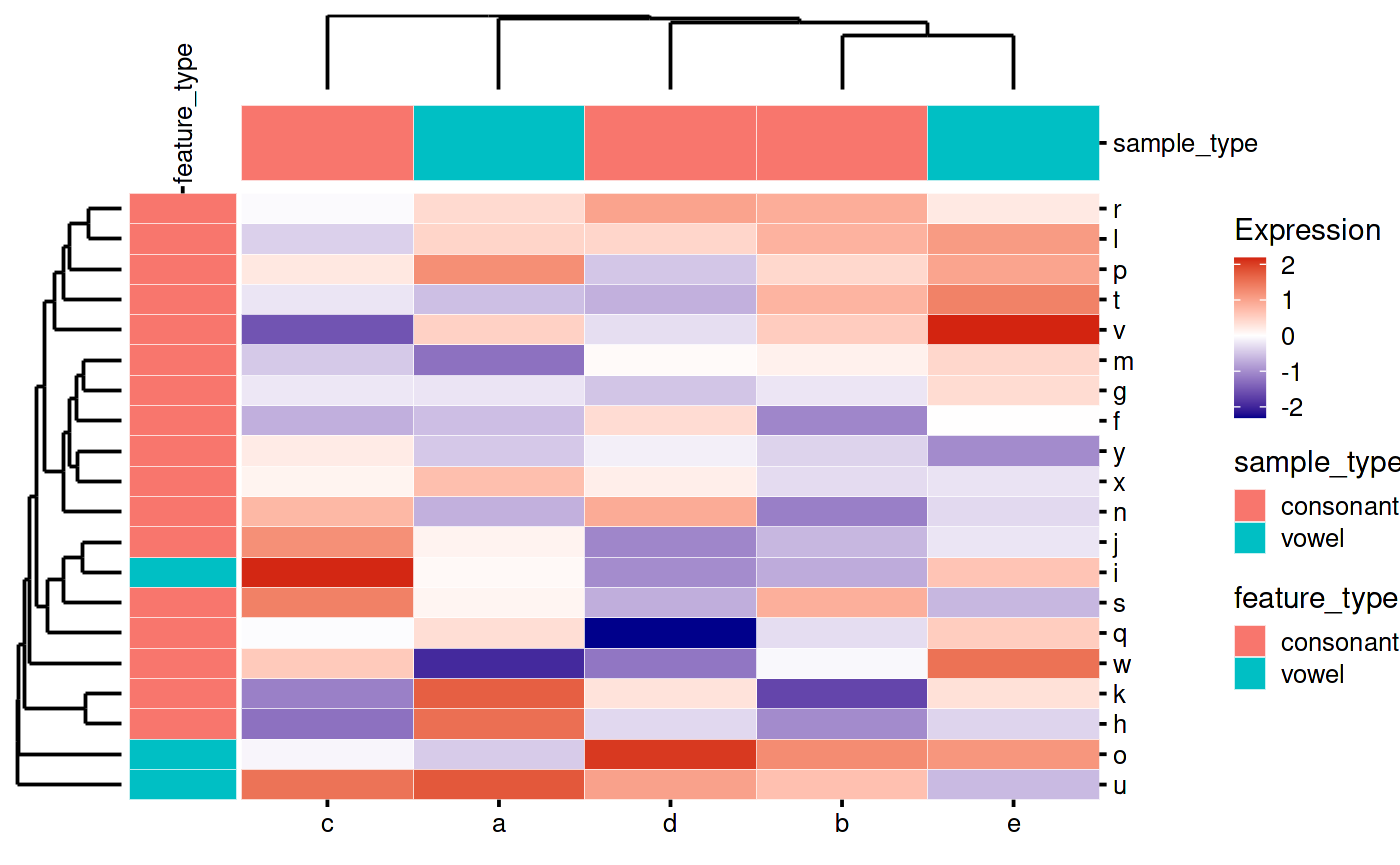 feature_type
sample_type
r
l
p
t
v
m
g
f
y
x
n
j
i
s
q
w
k
h
o
u
c a d b e
Expression
2
1
0
-1
-2
sample_type
consonant
vowel
feature_type
consonant
vowel